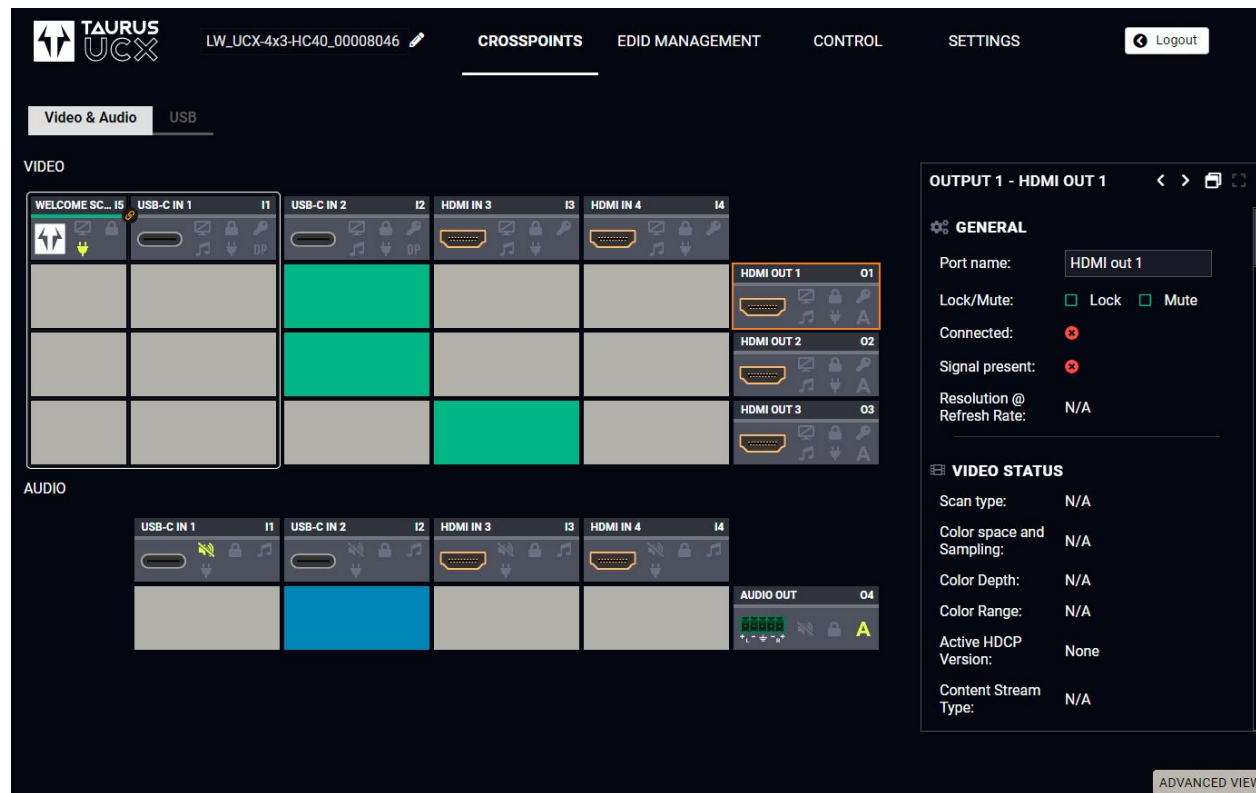 TAURUS UCX
LW_UCX-4x3-HC40_00008046
CROSSPOINTS
EDID MANAGEMENT
CONTROL
SETTINGS
Logout
Video & Audio
USB
VIDEO
WELCOME SC... I5
USB-C IN 1 I1
DP
USB-C IN 2 I2
DP
HDMI IN 3 I3
HDMI IN 4 I4
HDMI OUT 1 O1
A
HDMI OUT 2 O2
A
HDMI OUT 3 O3
A
AUDIO
USB-C IN 1 I1
USB-C IN 2 I2
HDMI IN 3 I3
HDMI IN 4 I4
AUDIO OUT O4
A
OUTPUT 1 - HDMI OUT 1
GENERAL
Port name: HDMI out 1
Lock/Mute: Lock Mute
Connected:
Signal present:
Resolution @
Refresh Rate: N/A
VIDEO STATUS
Scan type: N/A
Color space and
Sampling: N/A
Color Depth: N/A
Color Range: N/A
Active HDCP
Version: None
Content Stream
Type: N/A
ADVANCED VIEW